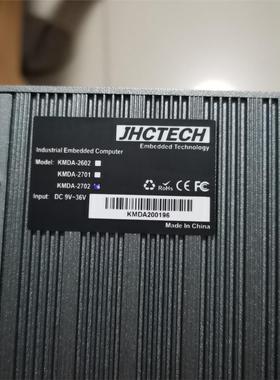 JHCTECH
Embedded Technology
Industrial Embedded Computer
Model: KMDA-2602
KMDA-2701
KMDA-2702
RoHS CE FC
Input: DC 9V~36V
KMDA200196
Made In China